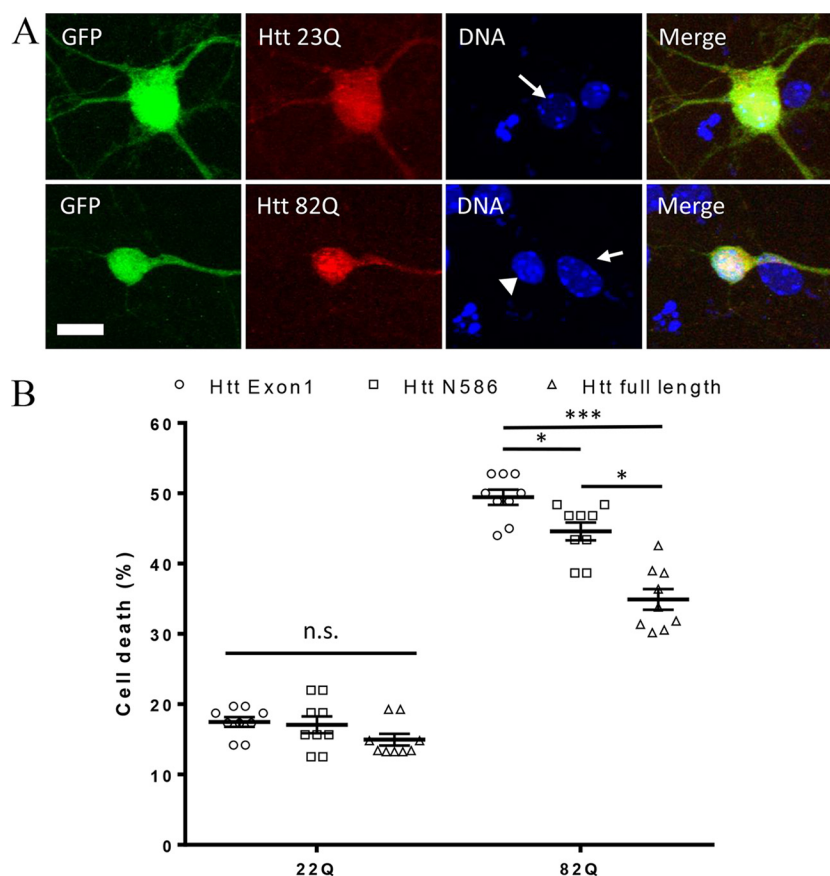 A
GFP
Htt 23Q
DNA
Merge
GFP
Htt 82Q
DNA
Merge
B
Htt Exon1
Htt N586
Htt full length
Cell death (%)
60
50
40
30
20
10
0
n.s.
***
*
*
22Q
82Q